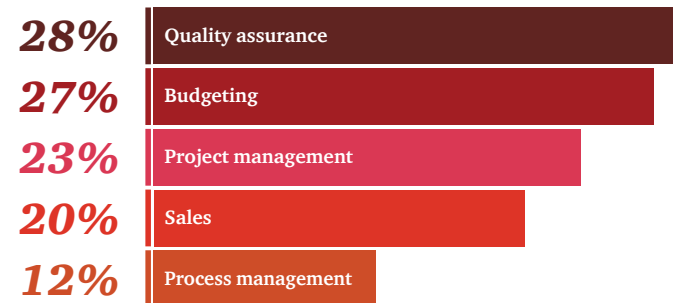 28% Quality assurance
27% Budgeting
23% Project management
20% Sales
12% Process management